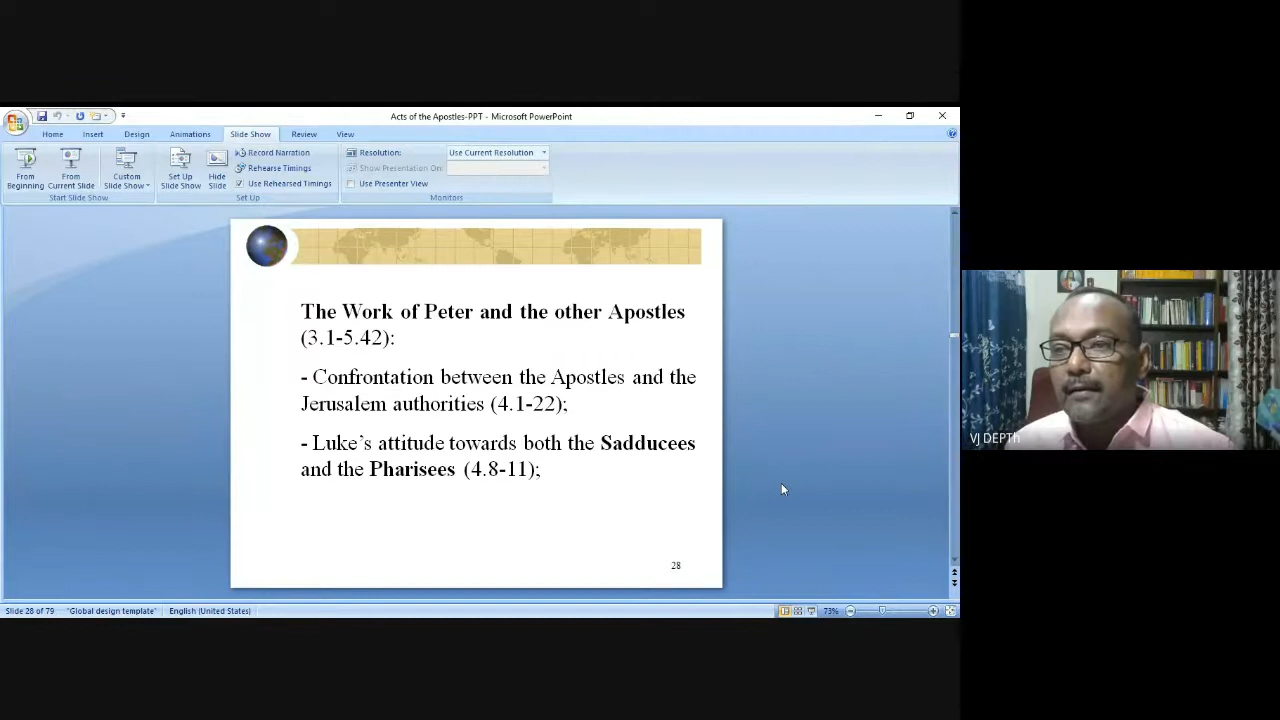 Acts of the Apostles-PPT - Microsoft PowerPoint
Home Insert Design Animations Slide Show Review View
From Beginning
From Current Slide
Custom Slide Show
Start Slide Show
Set Up Slide Show
Hide Slide
Record Narration
Rehearse Timings
Use Rehearsed Timings
Set Up
Resolution: Use Current Resolution
Show Presentation On:
Use Presenter View
Monitors
The Work of Peter and the other Apostles
(3.1-5.42):
- Confrontation between the Apostles and the
Jerusalem authorities (4.1-22);
- Luke’s attitude towards both the Sadducees
and the Pharisees (4.8-11);
28
VJ DEPTh
Slide 28 of 79 "Global design template" English (United States) 73%